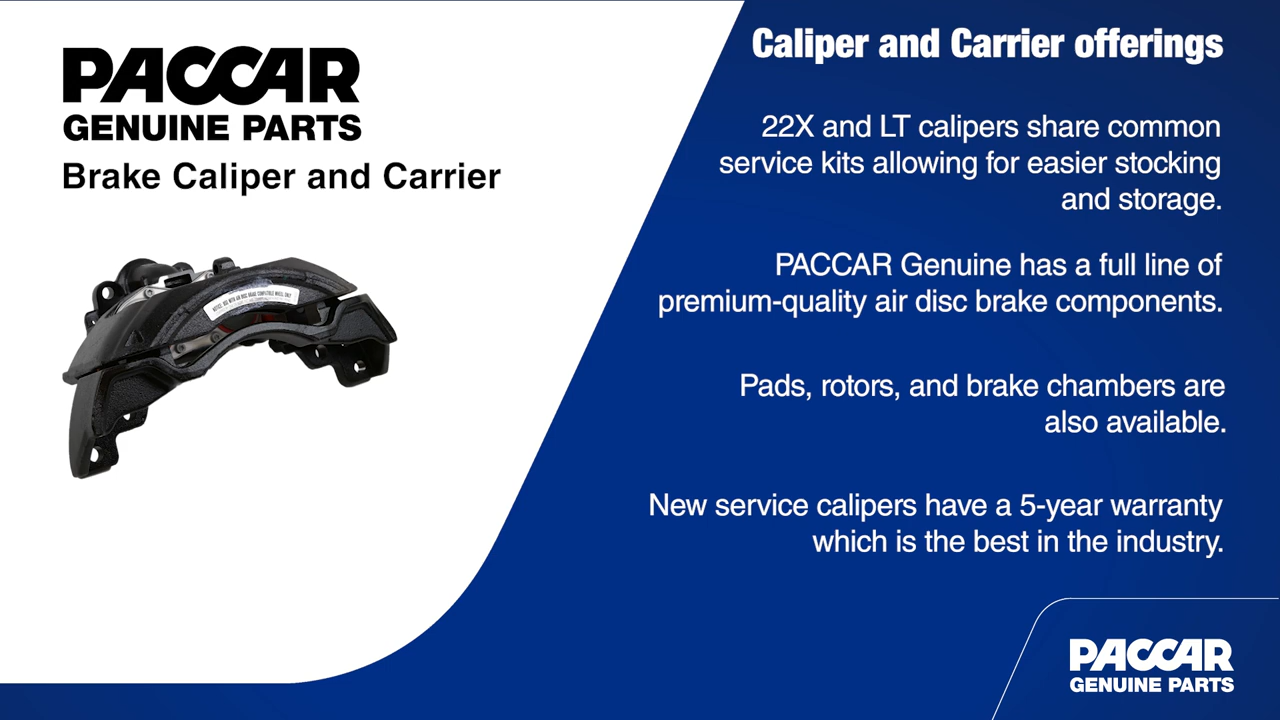 PACCAR
GENUINE PARTS
Brake Caliper and Carrier
Caliper and Carrier offerings
22X and LT calipers share common
service kits allowing for easier stocking
and storage.
PACCAR Genuine has a full line of
premium-quality air disc brake components.
Pads, rotors, and brake chambers are
also available.
New service calipers have a 5-year warranty
which is the best in the industry.
PACCAR
GENUINE PARTS